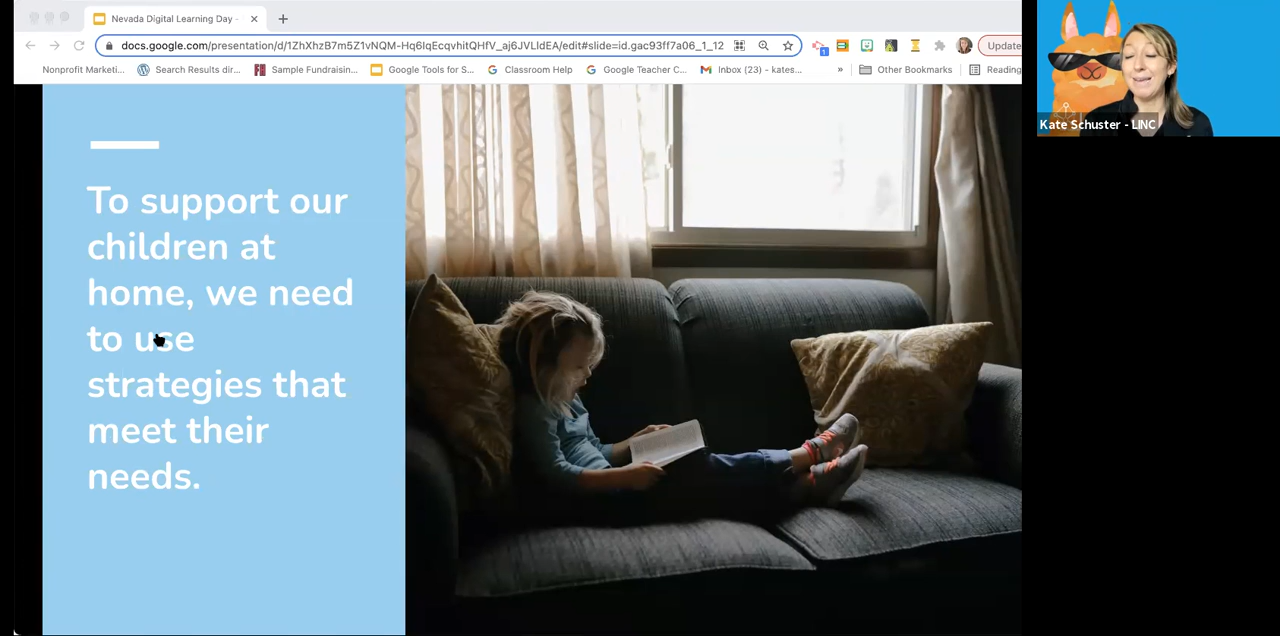 Nevada Digital Learning Day -
docs.google.com/presentation/d/1ZhXhzB7m5Z1vNQM-Hq6IqEcqvhitQHfV_aj6JVLIdEA/edit#slide=id.gac93ff7a06_1_12
1
Update
Nonprofit Marketi...
Search Results dir...
Sample Fundraisin...
Google Tools for S...
Classroom Help
Google Teacher C...
Inbox (23) - kates...
»
Other Bookmarks
Reading
Kate Schuster - LINC
To support our
children at
home, we need
to use
strategies that
meet their
needs.